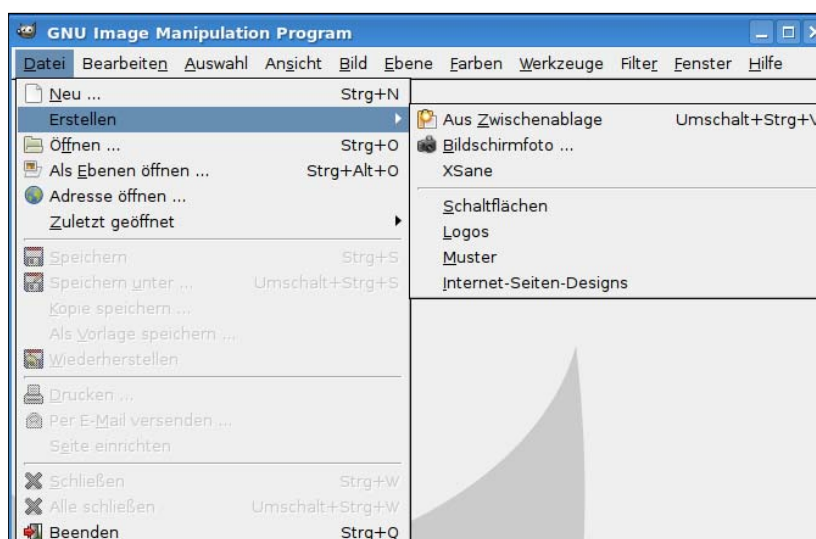 GNU Image Manipulation Program
Datei Bearbeiten Auswahl Ansicht Bild Ebene Farben Werkzeuge Filter Fenster Hilfe
Neu ... Strg+N
Erstellen
Öffnen ... Strg+O
Als Ebenen öffnen ... Strg+Alt+O
Adresse öffnen ...
Zuletzt geöffnet
Speichern Strg+S
Speichern unter ... Umschalt+Strg+S
Kopie speichern ...
Als Vorlage speichern ...
Wiederherstellen
Drucken ...
Per E-Mail versenden ...
Seite einrichten
Schließen Strg+W
Alle schließen Umschalt+Strg+W
Beenden Strg+Q
Aus Zwischenablage Umschalt+Strg+V
Bildschirmfoto ...
XSane
Schaltflächen
Logos
Muster
Internet-Seiten-Designs